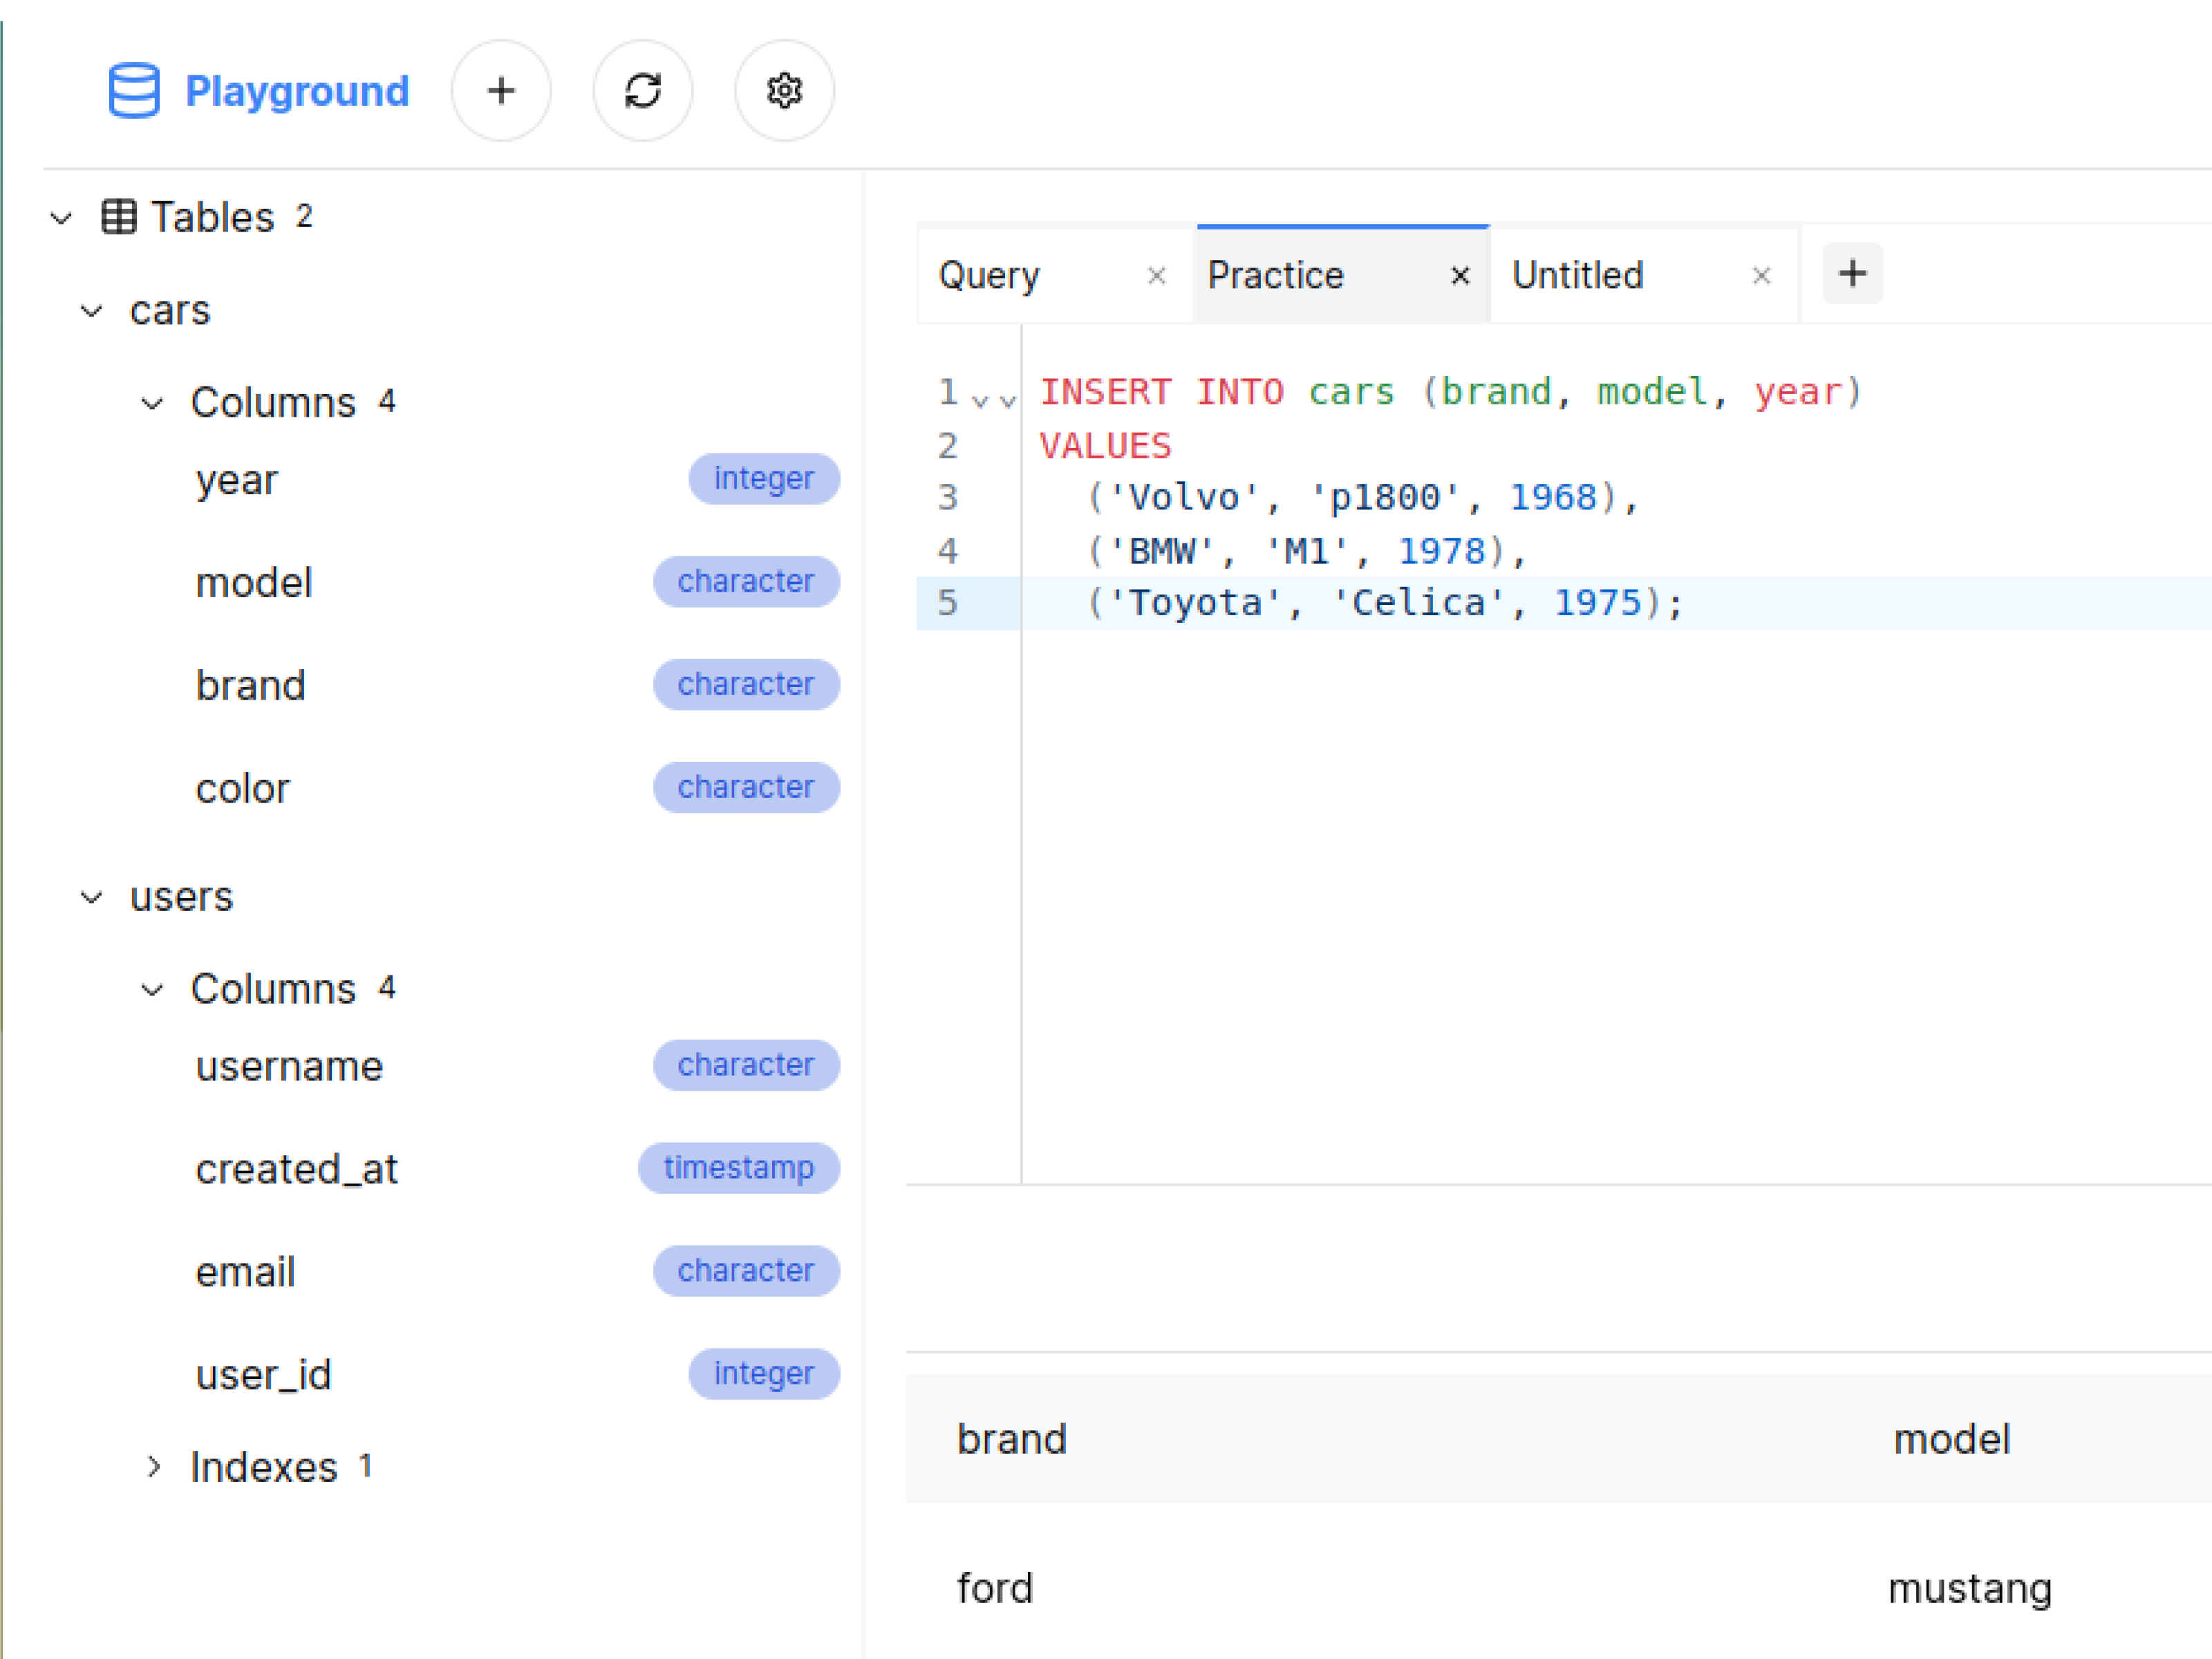 Playground
Tables 2
cars
Columns 4
year integer
model character
brand character
color character
users
Columns 4
username character
created_at timestamp
email character
user_id integer
Indexes 1
Query Practice Untitled
1 INSERT INTO cars (brand, model, year)
2 VALUES
3 ('Volvo', 'p1800', 1968),
4 ('BMW', 'M1', 1978),
5 ('Toyota', 'Celica', 1975);
brand model
ford mustang